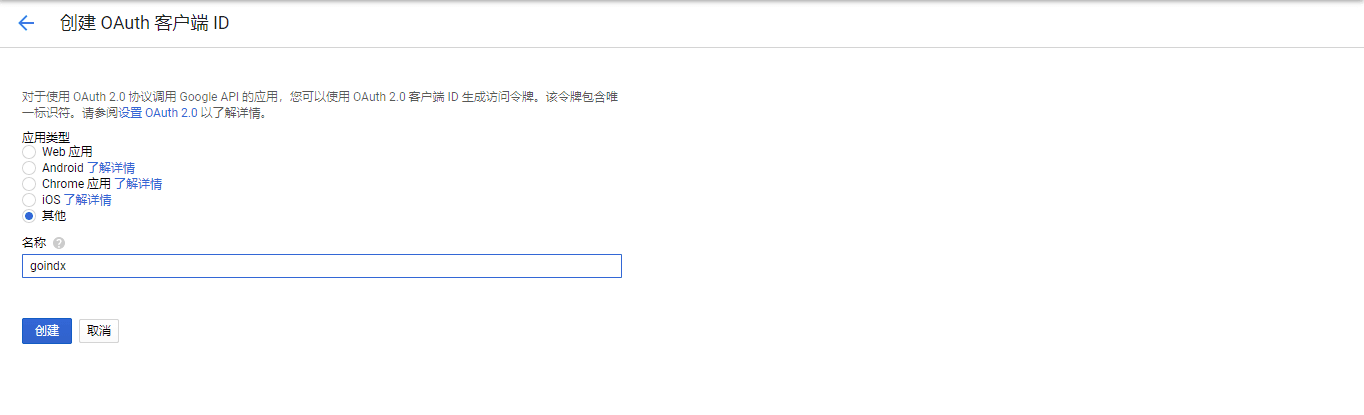 创建 OAuth 客户端 ID
对于使用 OAuth 2.0 协议调用 Google API 的应用，您可以使用 OAuth 2.0 客户端 ID 生成访问令牌。该令牌包含唯
一标识符。请参阅设置 OAuth 2.0 以了解详情。
应用类型
Web 应用
Android 了解详情
Chrome 应用 了解详情
iOS 了解详情
其他
名称 ?
goindx
创建 取消